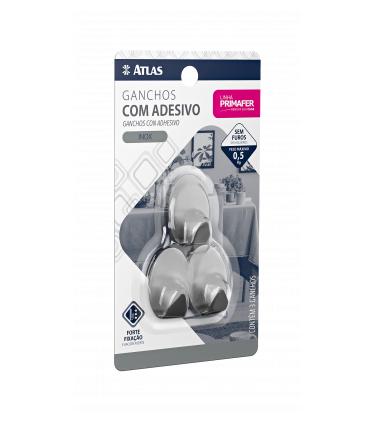 ATLAS
GANCHOS
COM ADESIVO
GANCHOS CON ADHESIVO
INOX
LINHA
PRIMAFER
SEM
FUROS
PESO MÁXIMO
0,5
Kg
FORTE
FIXAÇÃO
CONTÉM: 3 GANCHOS